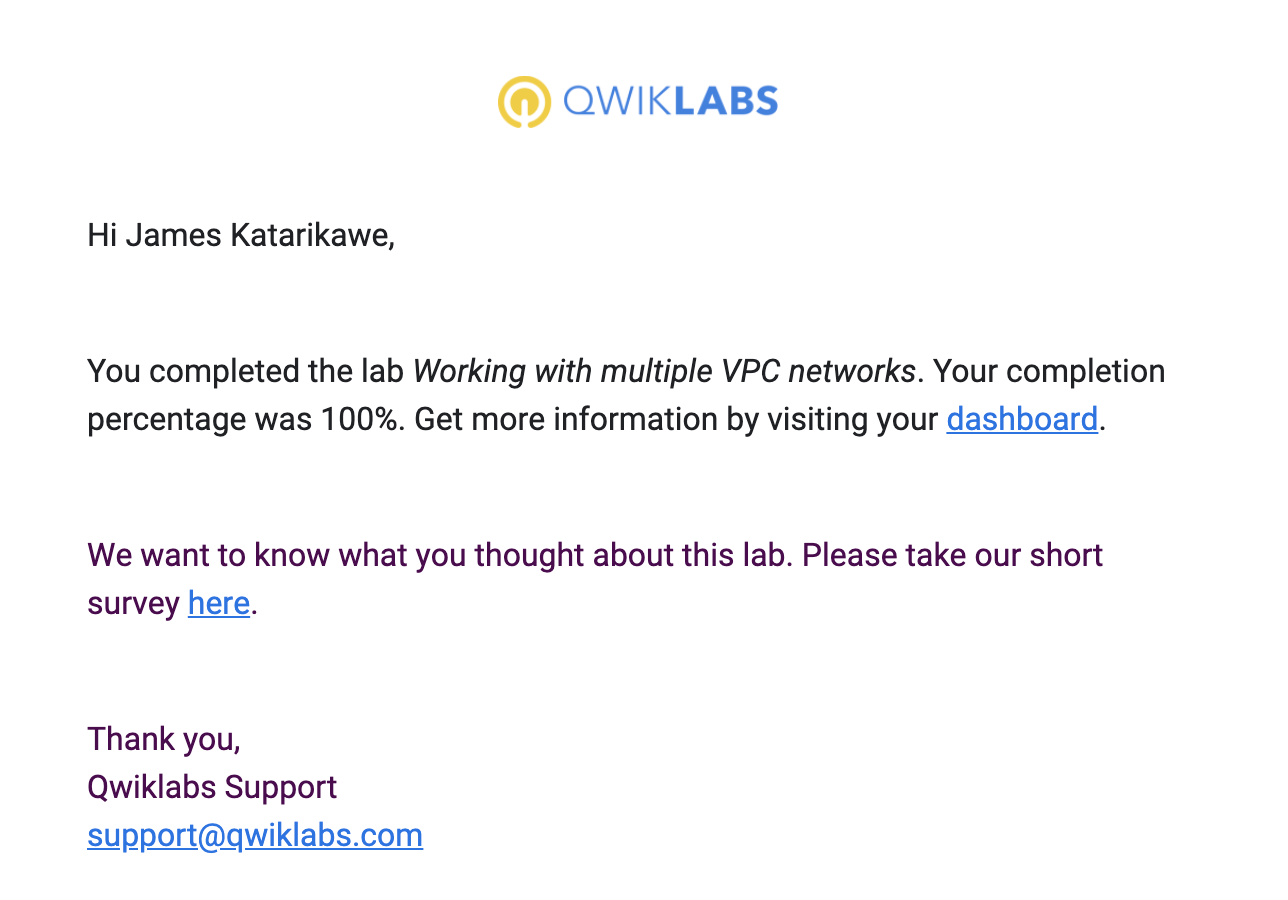 QWIKLABS
Hi James Katarikawe,
You completed the lab Working with multiple VPC networks. Your completion
percentage was 100%. Get more information by visiting your dashboard.
We want to know what you thought about this lab. Please take our short
survey here.
Thank you,
Qwiklabs Support
support@qwiklabs.com